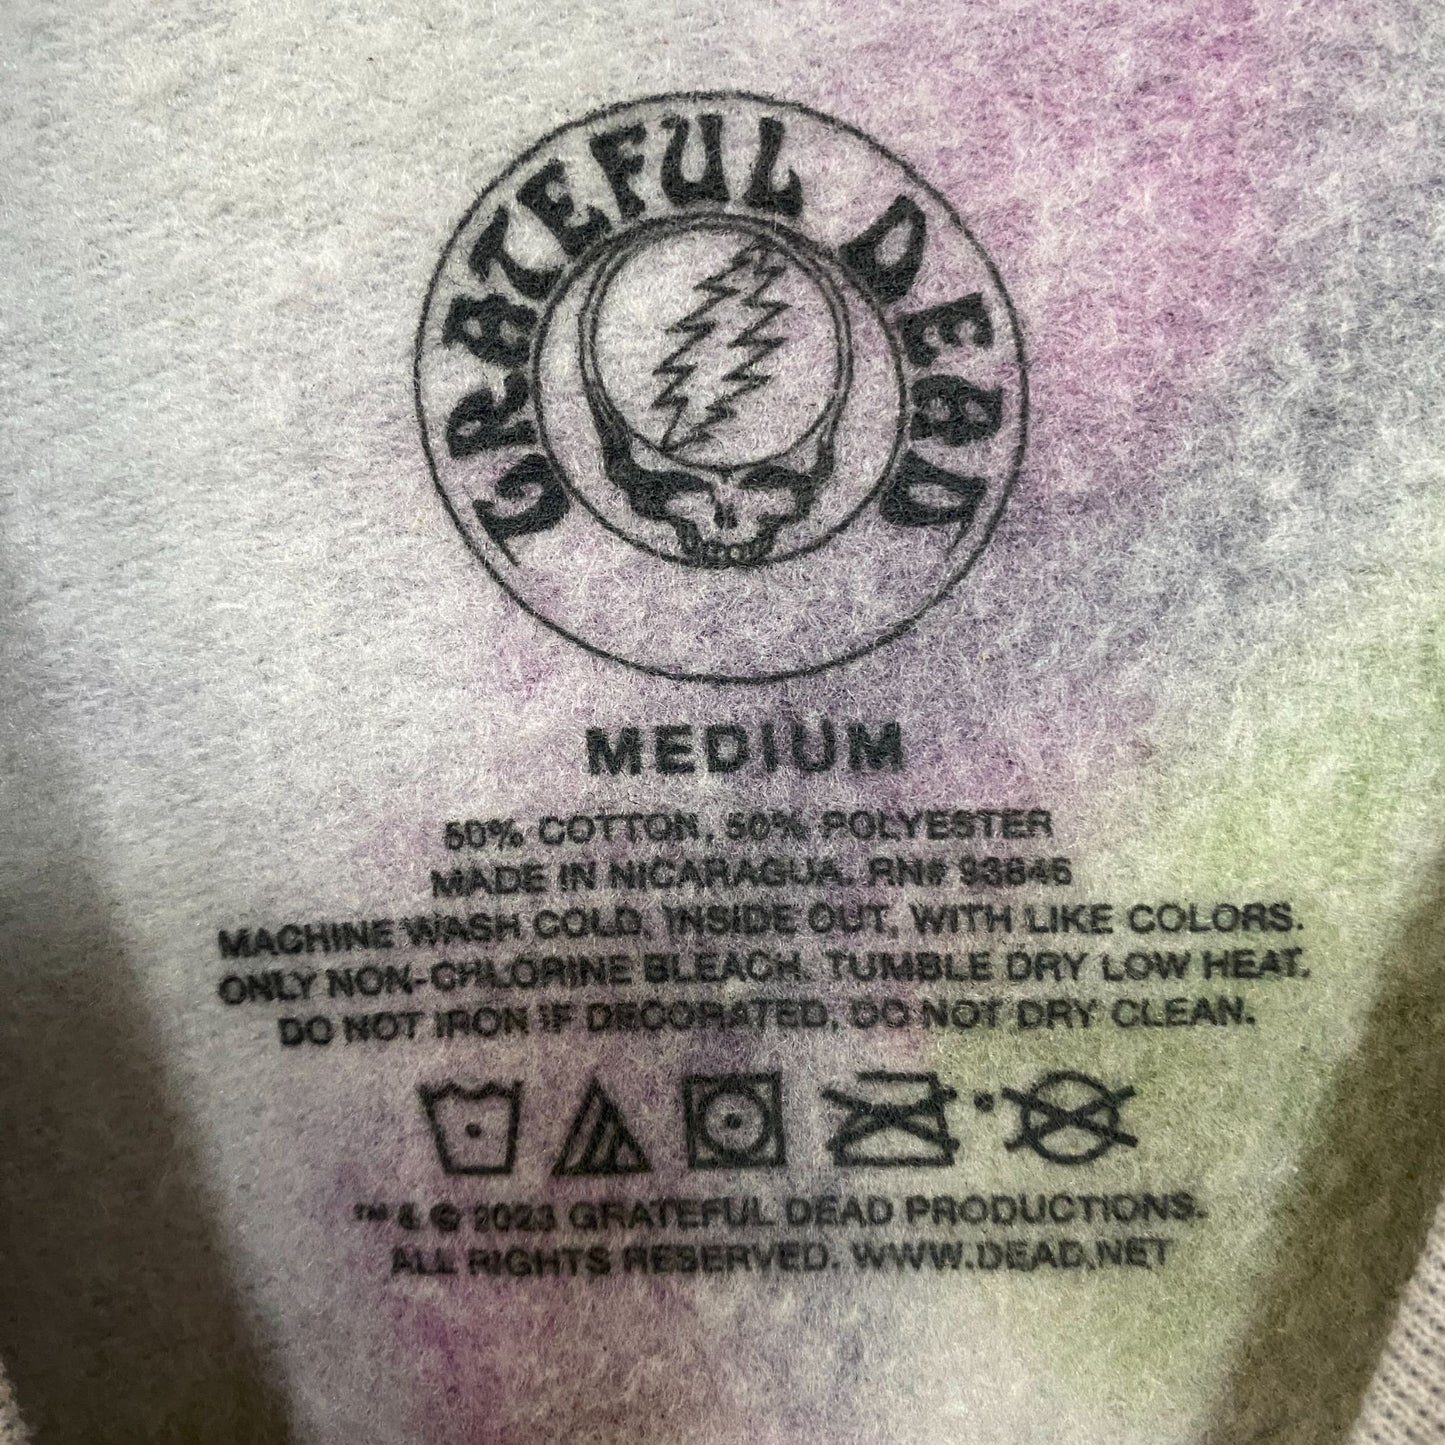 GRATEFUL DEAD
MEDIUM
50% COTTON, 50% POLYESTER
MADE IN NICARAGUA. RN# 93846
MACHINE WASH COLD, INSIDE OUT, WITH LIKE COLORS.
ONLY NON-CHLORINE BLEACH. TUMBLE DRY LOW HEAT.
DO NOT IRON IF DECORATED. DO NOT DRY CLEAN.
™ & © 2023 GRATEFUL DEAD PRODUCTIONS.
ALL RIGHTS RESERVED. WWW.DEAD.NET